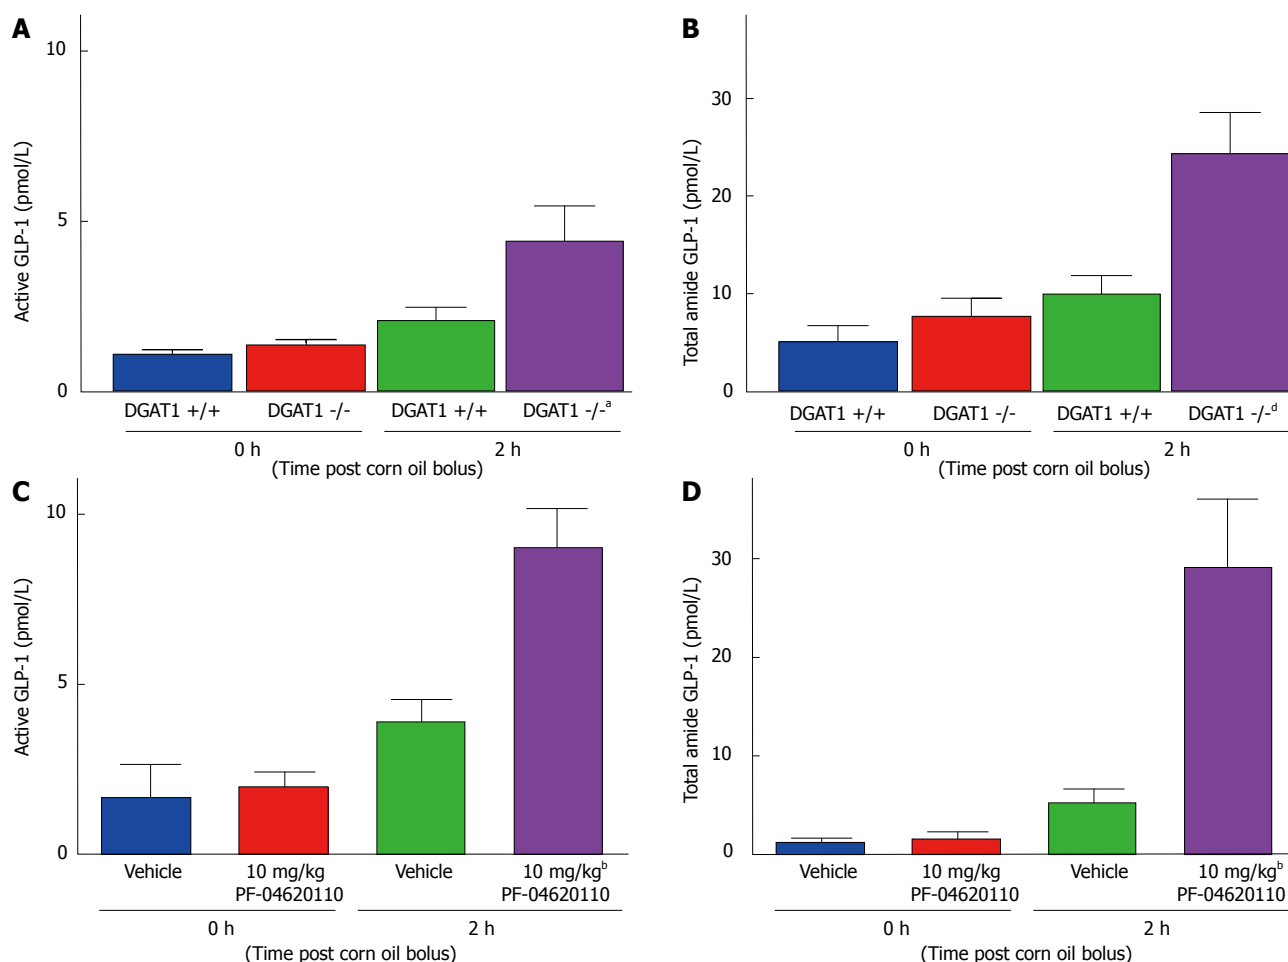 A
Active GLP-1 (pmol/L)
10
5
0
DGAT1 +/+ DGAT1 -/- DGAT1 +/+ DGAT1 -/-ᵃ
0 h 2 h
(Time post corn oil bolus)
B
Total amide GLP-1 (pmol/L)
30
20
10
0
DGAT1 +/+ DGAT1 -/- DGAT1 +/+ DGAT1 -/-ᵈ
0 h 2 h
(Time post corn oil bolus)
C
Active GLP-1 (pmol/L)
10
5
0
Vehicle 10 mg/kg Vehicle 10 mg/kgᵇ
PF-04620110 PF-04620110
0 h 2 h
(Time post corn oil bolus)
D
Total amide GLP-1 (pmol/L)
30
20
10
0
Vehicle 10 mg/kg Vehicle 10 mg/kgᵇ
PF-04620110 PF-04620110
0 h 2 h
(Time post corn oil bolus)